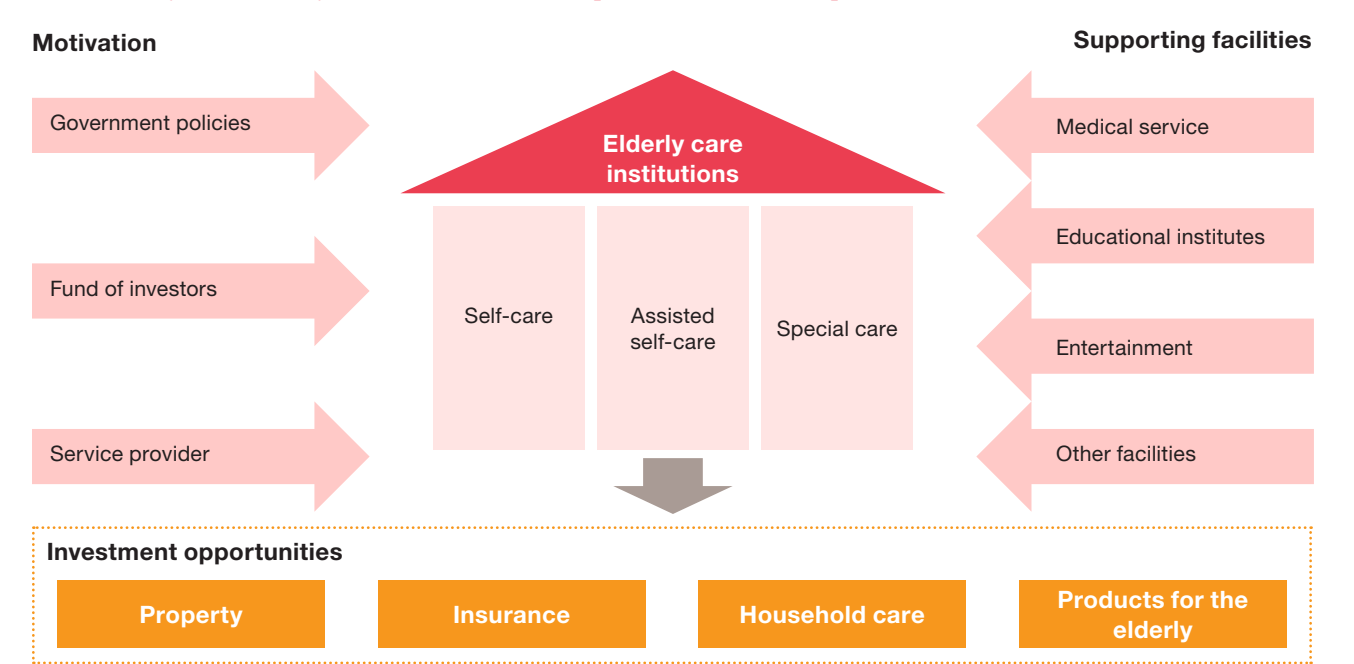 Motivation
Supporting facilities
Government policies
Fund of investors
Service provider
Elderly care
institutions
Self-care
Assisted
self-care
Special care
Medical service
Educational institutes
Entertainment
Other facilities
Investment opportunities
Property
Insurance
Household care
Products for the
elderly